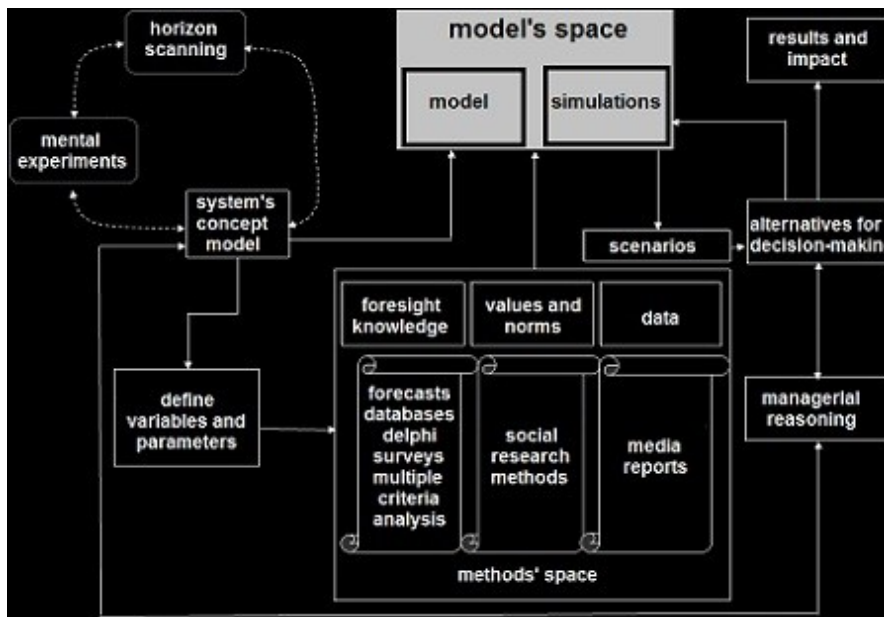 horizon
scanning
mental
experiments
system's
concept
model
define
variables and
parameters
model's space
model
simulations
scenarios
results and
impact
alternatives for
decision-making
managerial
reasoning
foresight
knowledge
values and
norms
data
forecasts
databases
delphi
surveys
multiple
criteria
analysis
social
research
methods
media
reports
methods' space